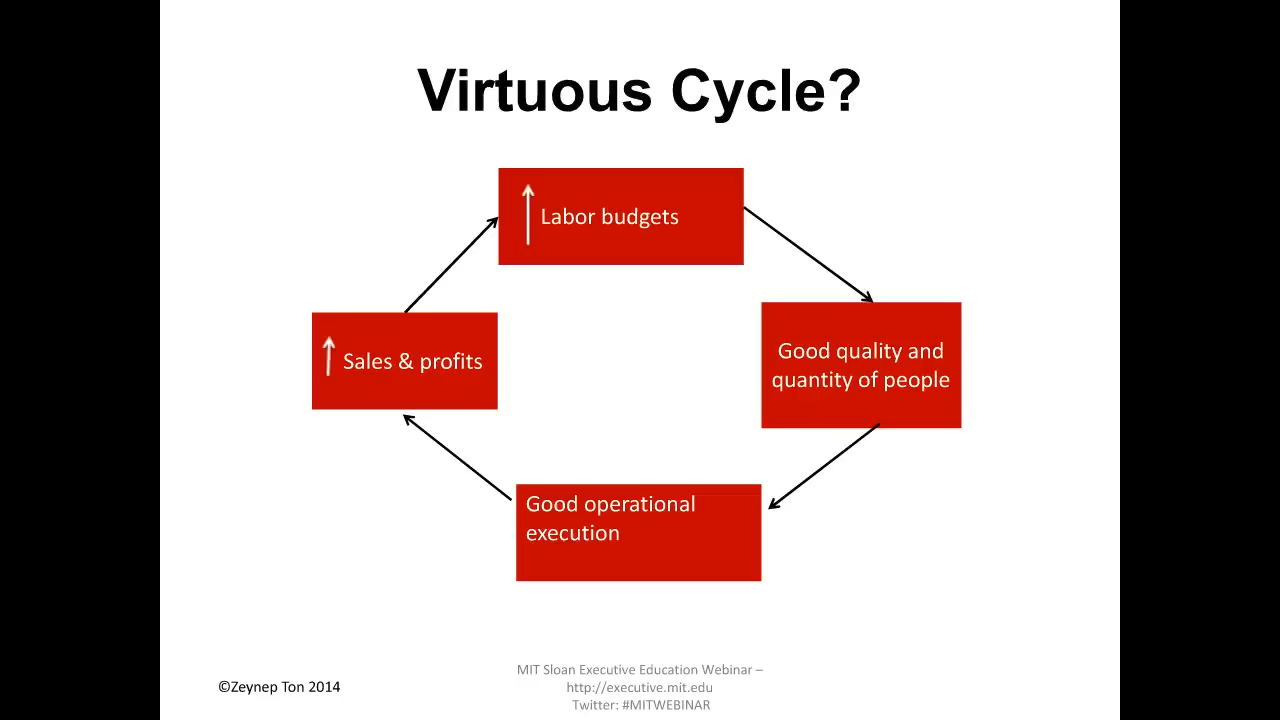 Virtuous Cycle?
Labor budgets
Good quality and
quantity of people
Sales & profits
Good operational
execution
©Zeynep Ton 2014
MIT Sloan Executive Education Webinar –
http://executive.mit.edu
Twitter: #MITWEBINAR